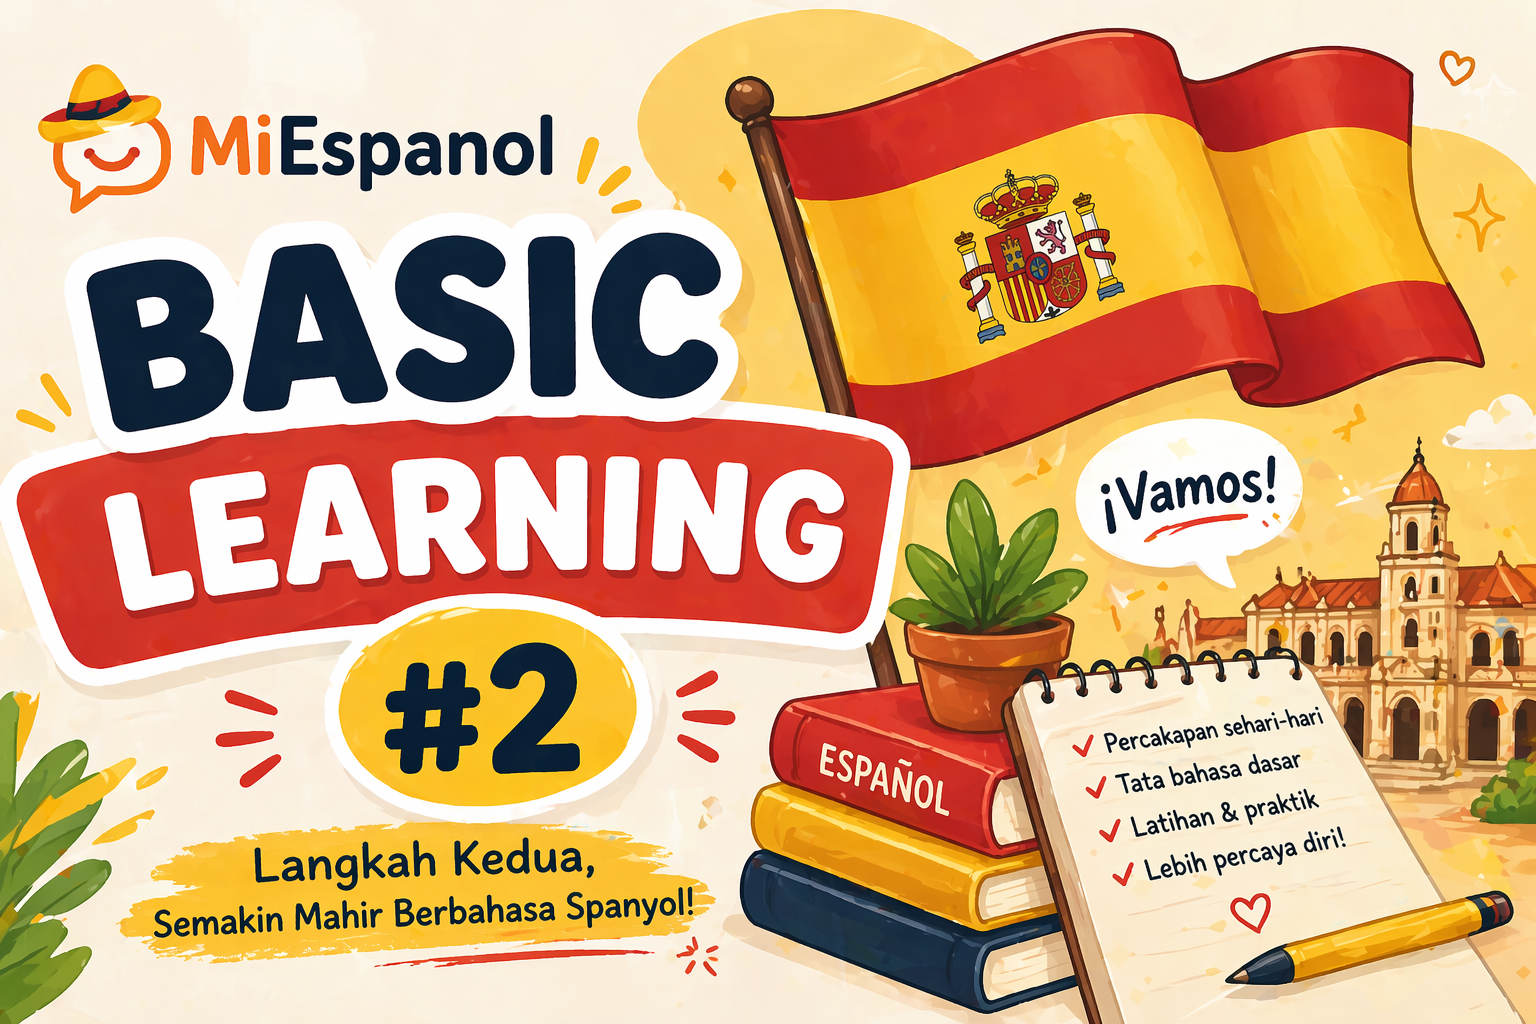 MiEspanol
BASIC
LEARNING
#2
Langkah Kedua,
Semakin Mahir Berbahasa Spanyol!
¡Vamos!
ESPAÑOL
Percakapan sehari-hari
Tata bahasa dasar
Latihan & praktik
Lebih percaya diri!